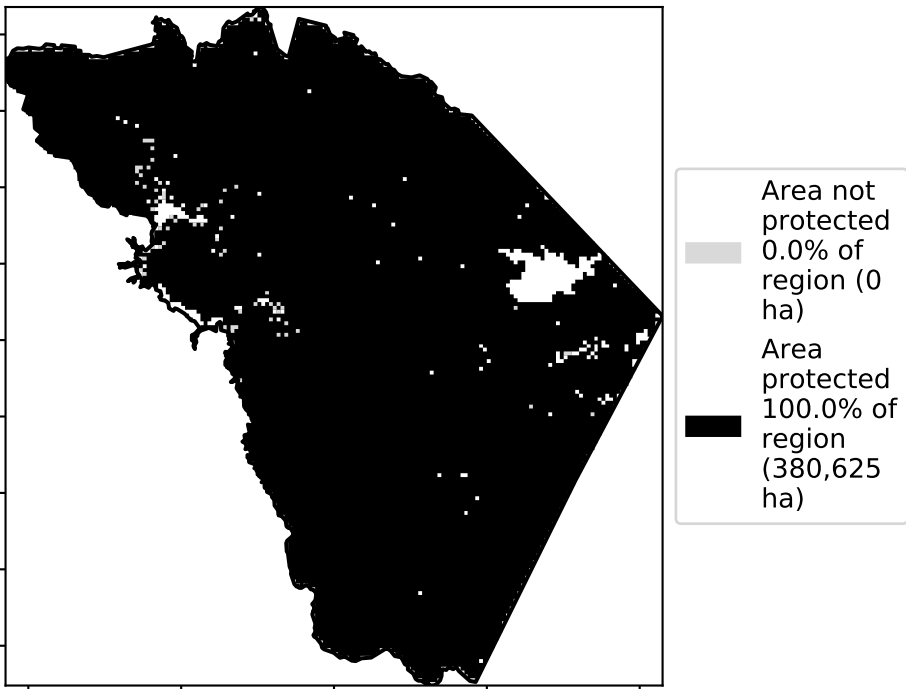 Area not
protected
0.0% of
region (0
ha)
Area
protected
100.0% of
region
(380,625
ha)